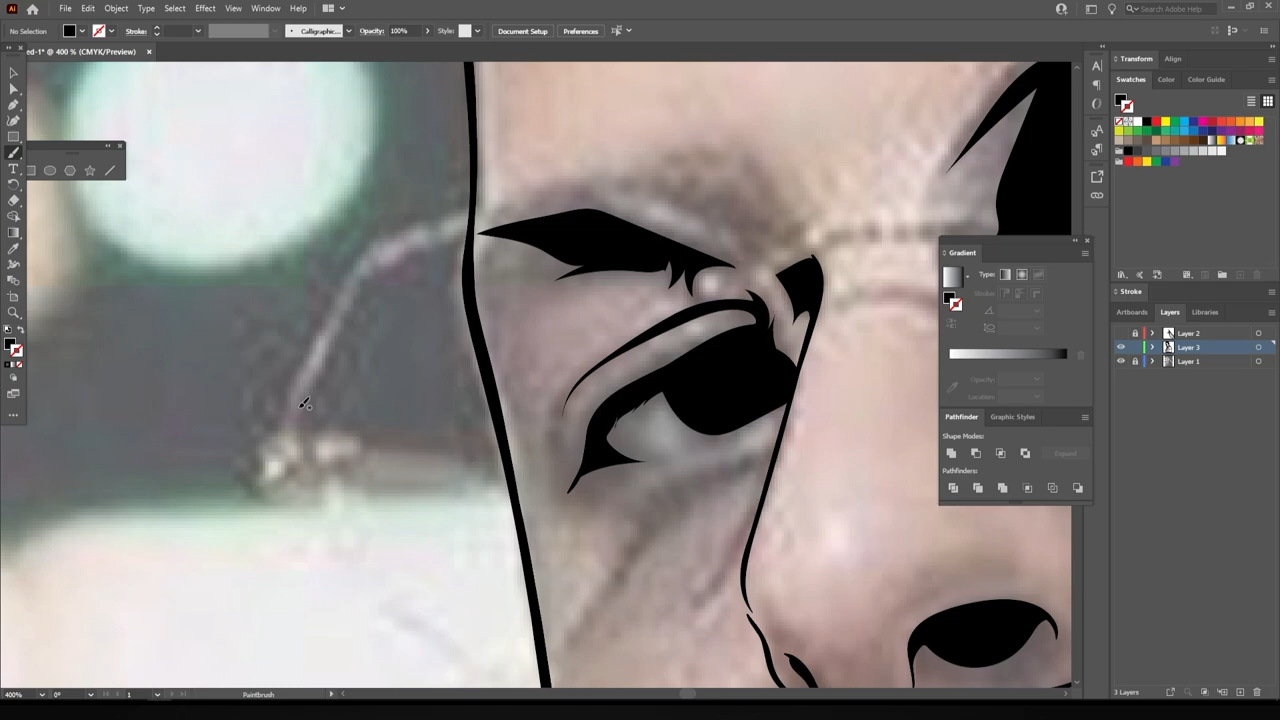 Ai File Edit Object Type Select Effect View Window Help Search Adobe Help
No Selection Stroke: Calligraphic... Opacity: 100% Style: Document Setup Preferences
ed-1* @ 400 % (CMYK/Preview)
Transform Align
Swatches Color Color Guide
Gradient
Type:
Stroke:
Opacity:
Location:
Pathfinder Graphic Styles
Shape Modes:
Expand
Pathfinders:
Stroke
Artboards Layers Libraries
Layer 2
Layer 3
Layer 1
400% 0° 1 Paintbrush 3 Layers